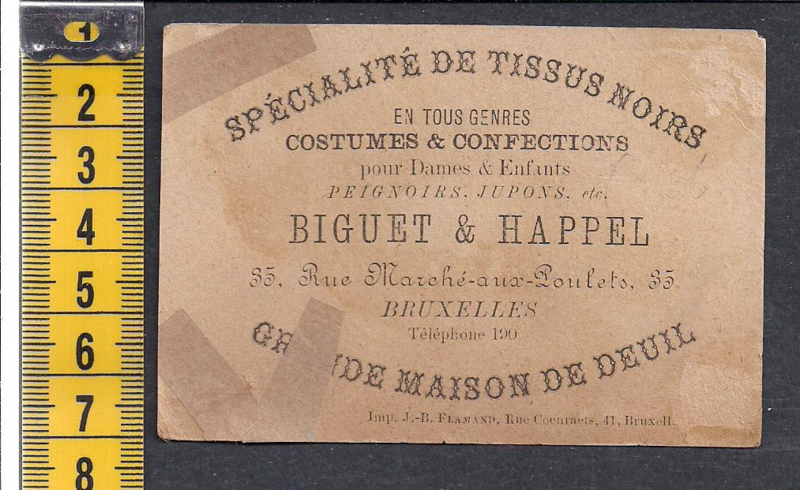 1
2
3
4
5
6
7
8
SPÉCIALITÉ DE TISSUS NOIRS
EN TOUS GENRES
COSTUMES & CONFECTIONS
pour Dames & Enfants
PEIGNOIRS, JUPONS, etc.
BIGUET & HAPPEL
35, Rue Marché-aux-Poulets, 35
BRUXELLES
Téléphone 190
DE MAISON DE DEUIL
Imp. J.-B. FLAMAND, Rue Coenraets, 41, Bruxell.